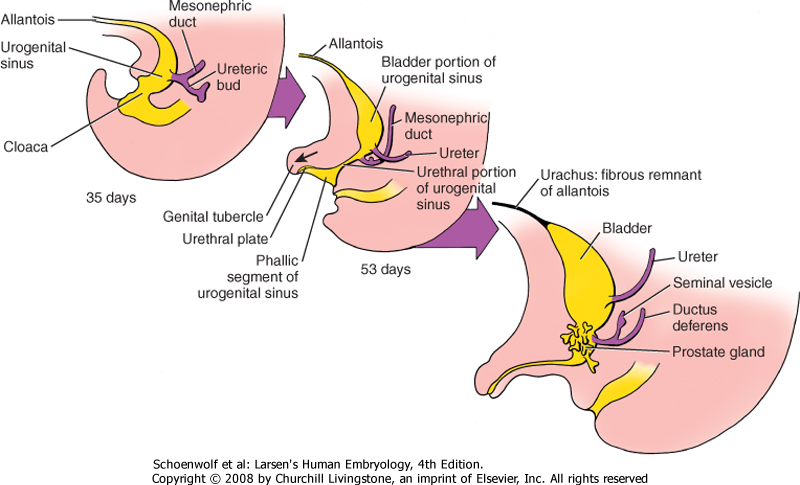 Allantois
Urogenital
sinus
Cloaca
Mesonephric
duct
Ureteric
bud
35 days
Allantois
Bladder portion of
urogenital sinus
Mesonephric
duct
Ureter
Urethral portion
of urogenital
sinus
Genital tubercle
Urethral plate
Phallic
segment of
urogenital sinus
53 days
Urachus: fibrous remnant
of allantois
Bladder
Ureter
Seminal vesicle
Ductus
deferens
Prostate gland
Schoenwolf et al: Larsen's Human Embryology, 4th Edition.
Copyright © 2008 by Churchill Livingstone, an imprint of Elsevier, Inc. All rights reserved